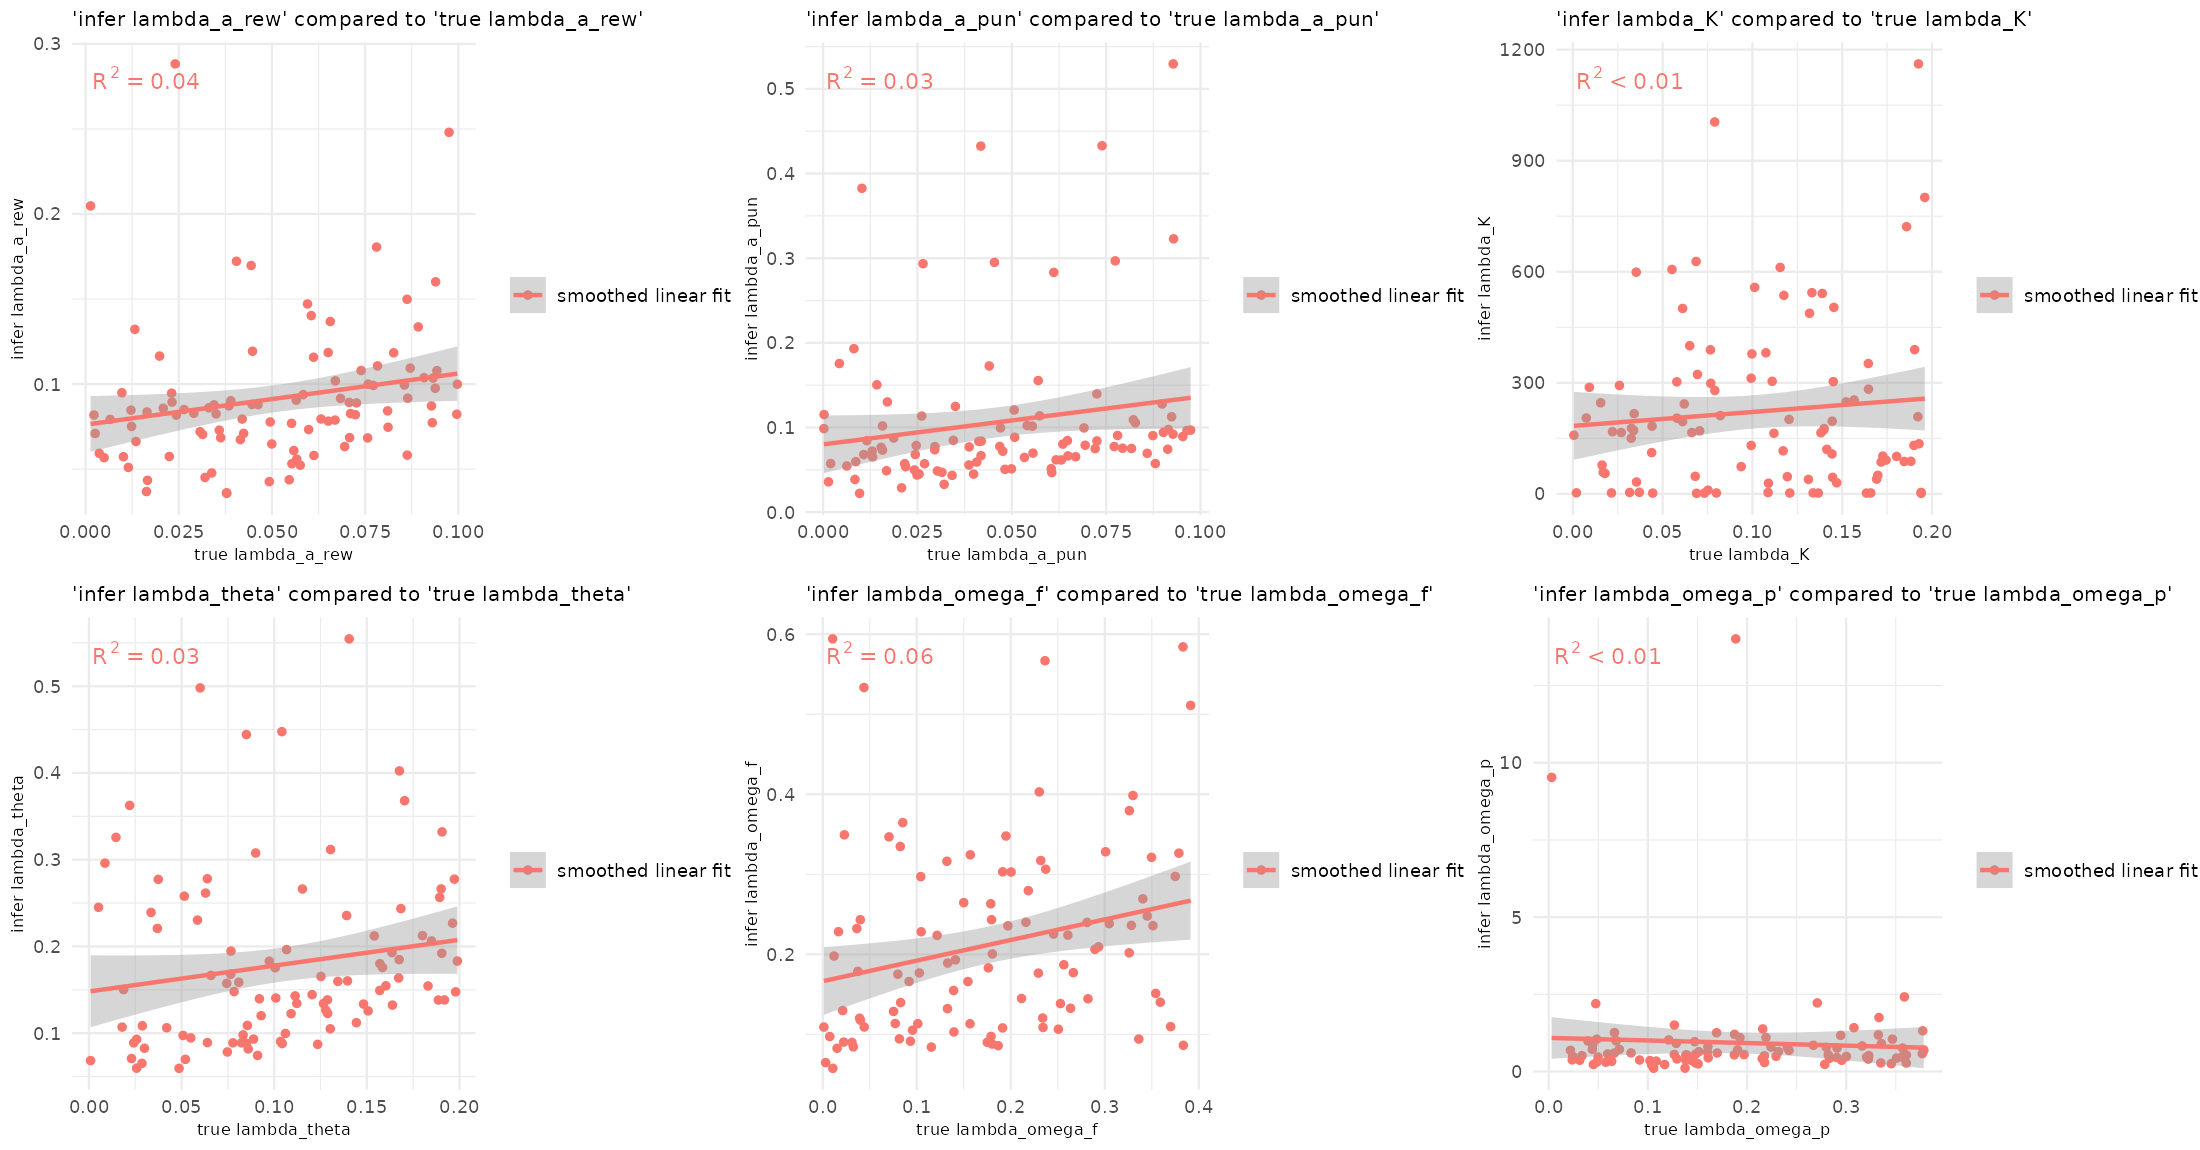 'infer lambda_a_rew' compared to 'true lambda_a_rew'
R² = 0.04
infer lambda_a_rew
0.3
0.2
0.1
0.000 0.025 0.050 0.075 0.100
true lambda_a_rew
smoothed linear fit
'infer lambda_a_pun' compared to 'true lambda_a_pun'
R² = 0.03
infer lambda_a_pun
0.5
0.4
0.3
0.2
0.1
0.0
0.000 0.025 0.050 0.075 0.100
true lambda_a_pun
smoothed linear fit
'infer lambda_K' compared to 'true lambda_K'
R² < 0.01
infer lambda_K
1200
900
600
300
0
0.00 0.05 0.10 0.15 0.20
true lambda_K
smoothed linear fit
'infer lambda_theta' compared to 'true lambda_theta'
R² = 0.03
infer lambda_theta
0.5
0.4
0.3
0.2
0.1
0.00 0.05 0.10 0.15 0.20
true lambda_theta
smoothed linear fit
'infer lambda_omega_f' compared to 'true lambda_omega_f'
R² = 0.06
infer lambda_omega_f
0.6
0.4
0.2
0.0 0.1 0.2 0.3 0.4
true lambda_omega_f
smoothed linear fit
'infer lambda_omega_p' compared to 'true lambda_omega_p'
R² < 0.01
infer lambda_omega_p
10
5
0
0.0 0.1 0.2 0.3
true lambda_omega_p
smoothed linear fit